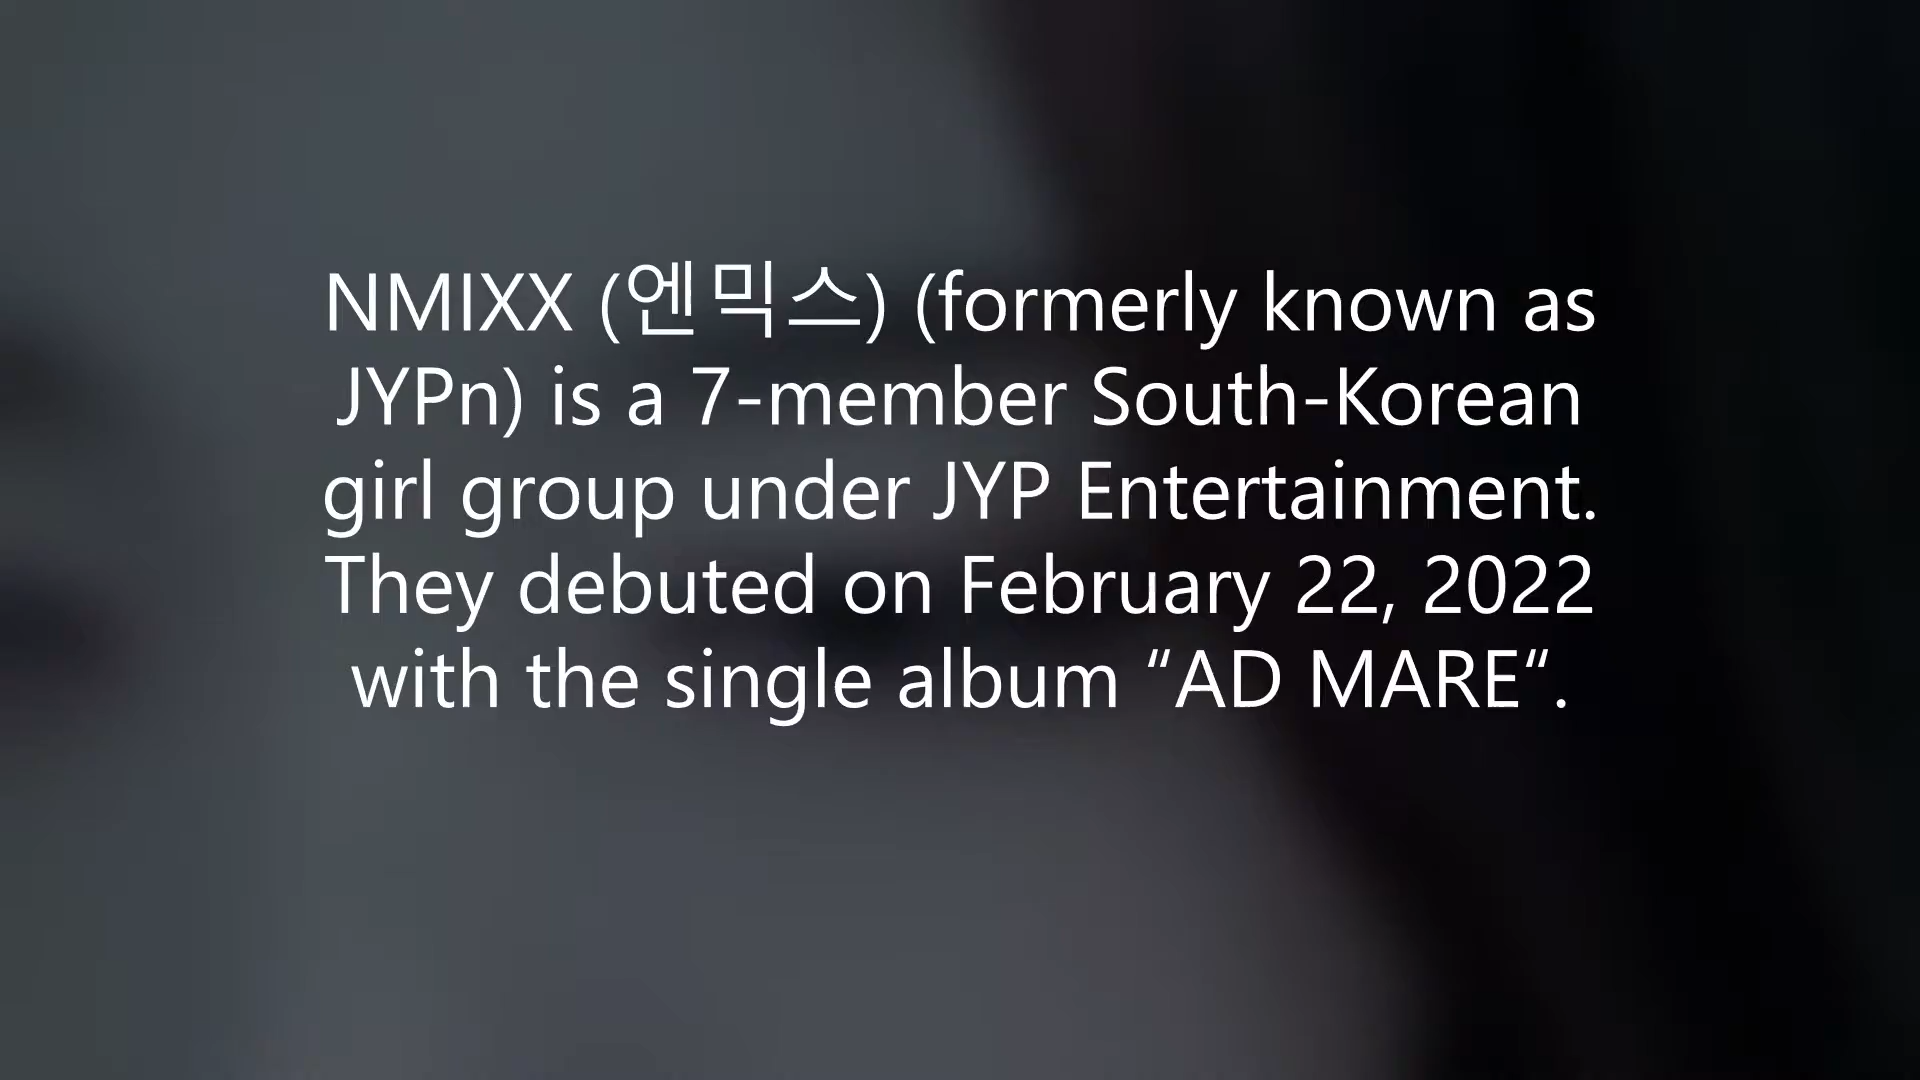 NMIXX (엔믹스) (formerly known as
JYPn) is a 7-member South-Korean
girl group under JYP Entertainment.
They debuted on February 22, 2022
with the single album “AD MARE“.